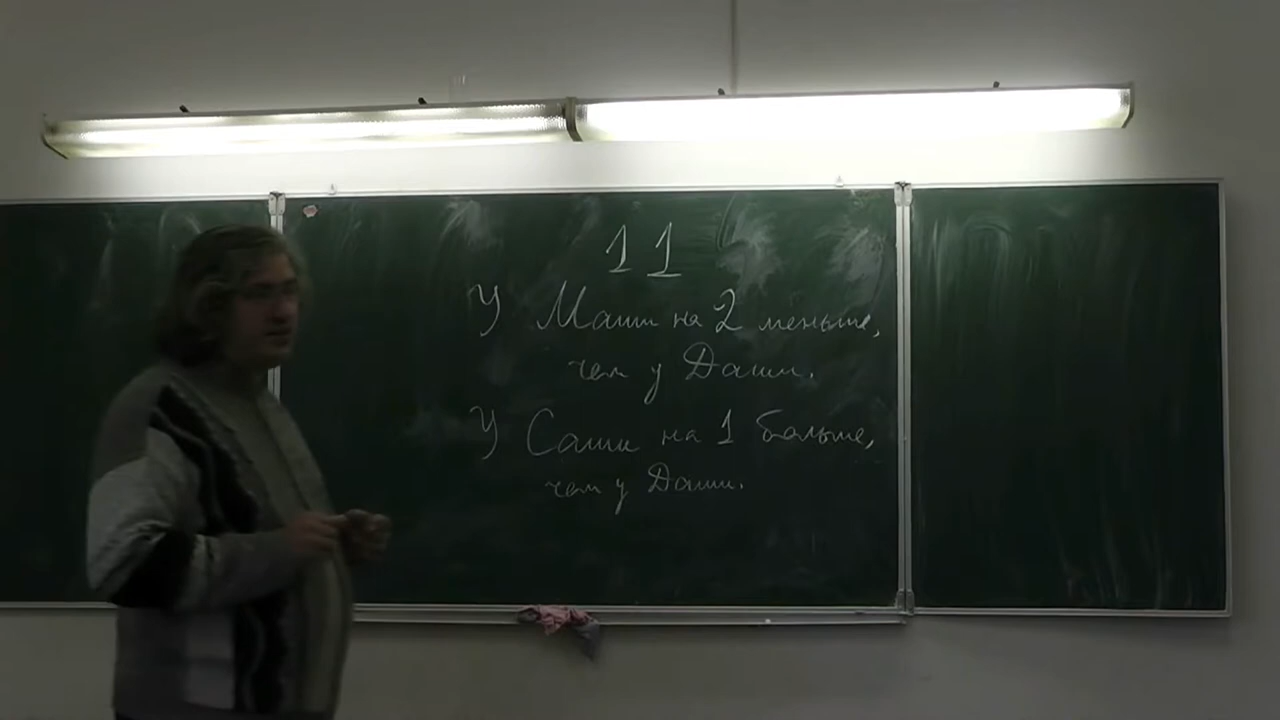 11
У Маши на 2 меньше,
чем у Даши.
У Саши на 1 больше,
чем у Даши.